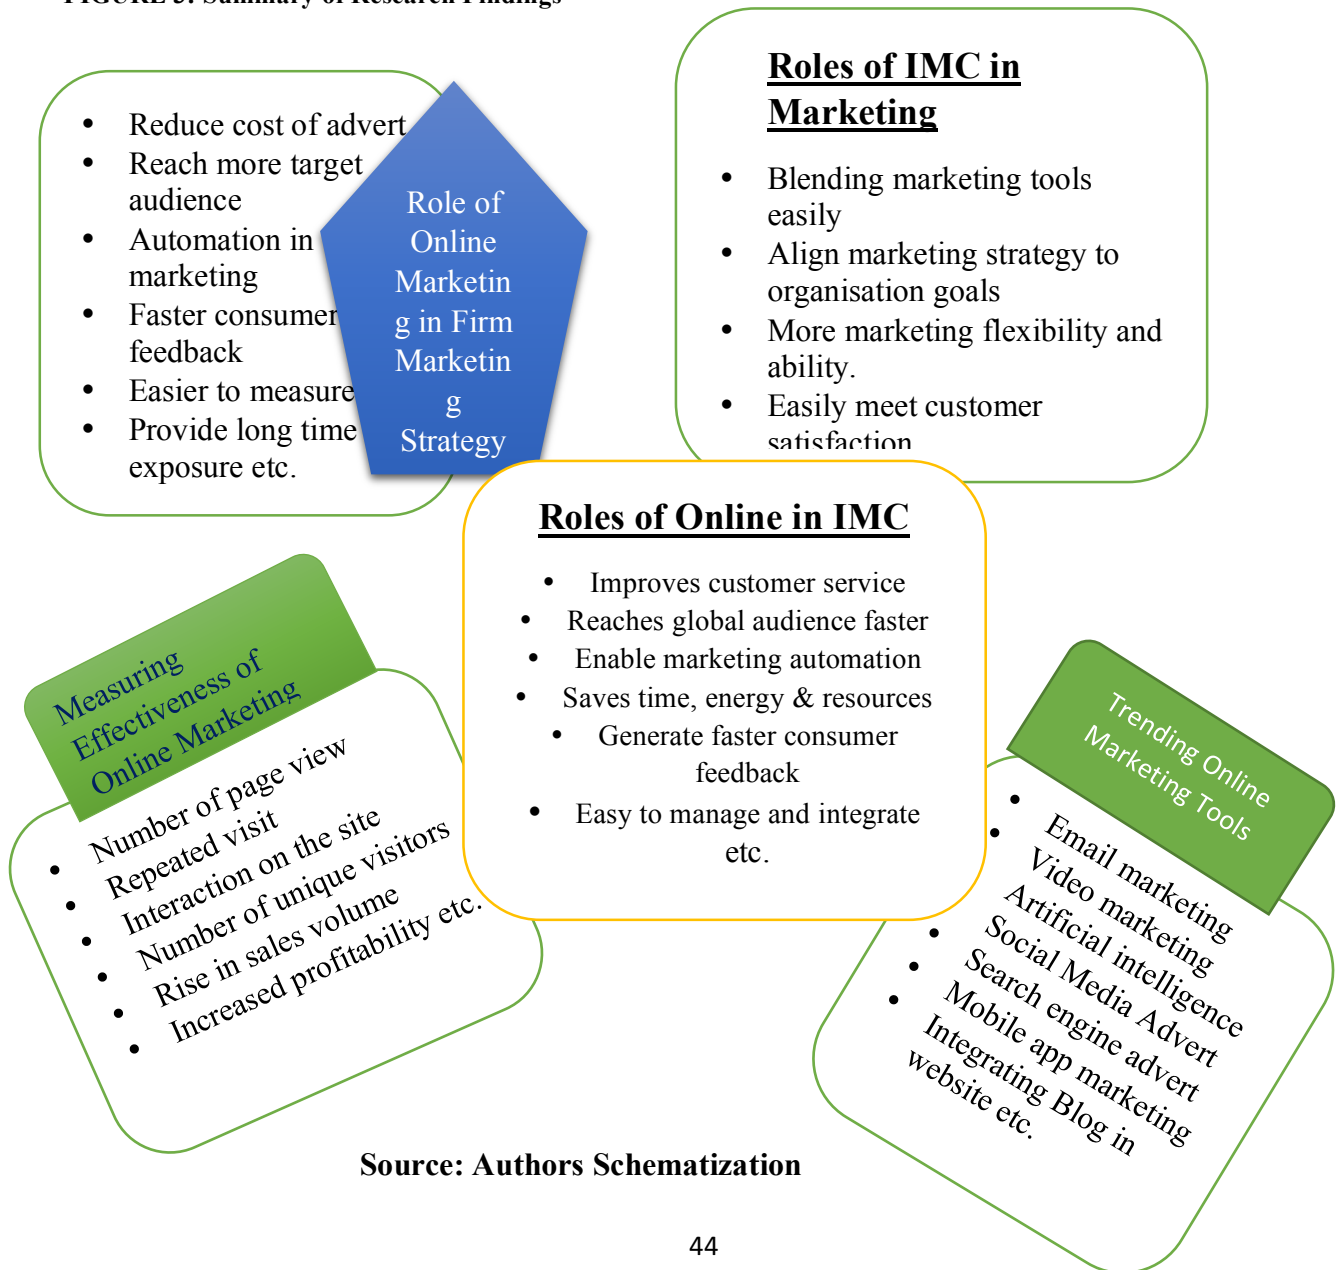 FIGURE 3: Summary of Research Findings
• Reduce cost of advert
• Reach more target
audience
• Automation in
marketing
• Faster consumer
feedback
• Easier to measure
• Provide long time
exposure etc.
Role of
Online
Marketin
g in Firm
Marketin
g
Strategy
Roles of IMC in
Marketing
• Blending marketing tools
easily
• Align marketing strategy to
organisation goals
• More marketing flexibility and
ability.
• Easily meet customer
satisfaction
Roles of Online in IMC
• Improves customer service
• Reaches global audience faster
• Enable marketing automation
• Saves time, energy & resources
• Generate faster consumer
feedback
• Easy to manage and integrate
etc.
Measuring
Effectiveness of
Online Marketing
• Number of page view
• Repeated visit
• Interaction on the site
• Number of unique visitors
• Rise in sales volume
• Increased profitability etc.
Trending Online
Marketing Tools
• Email marketing
• Video marketing
Artificial intelligence
Social Media Advert
• Search engine advert
• Mobile app marketing
• Integrating Blog in
website etc.
Source: Authors Schematization
44